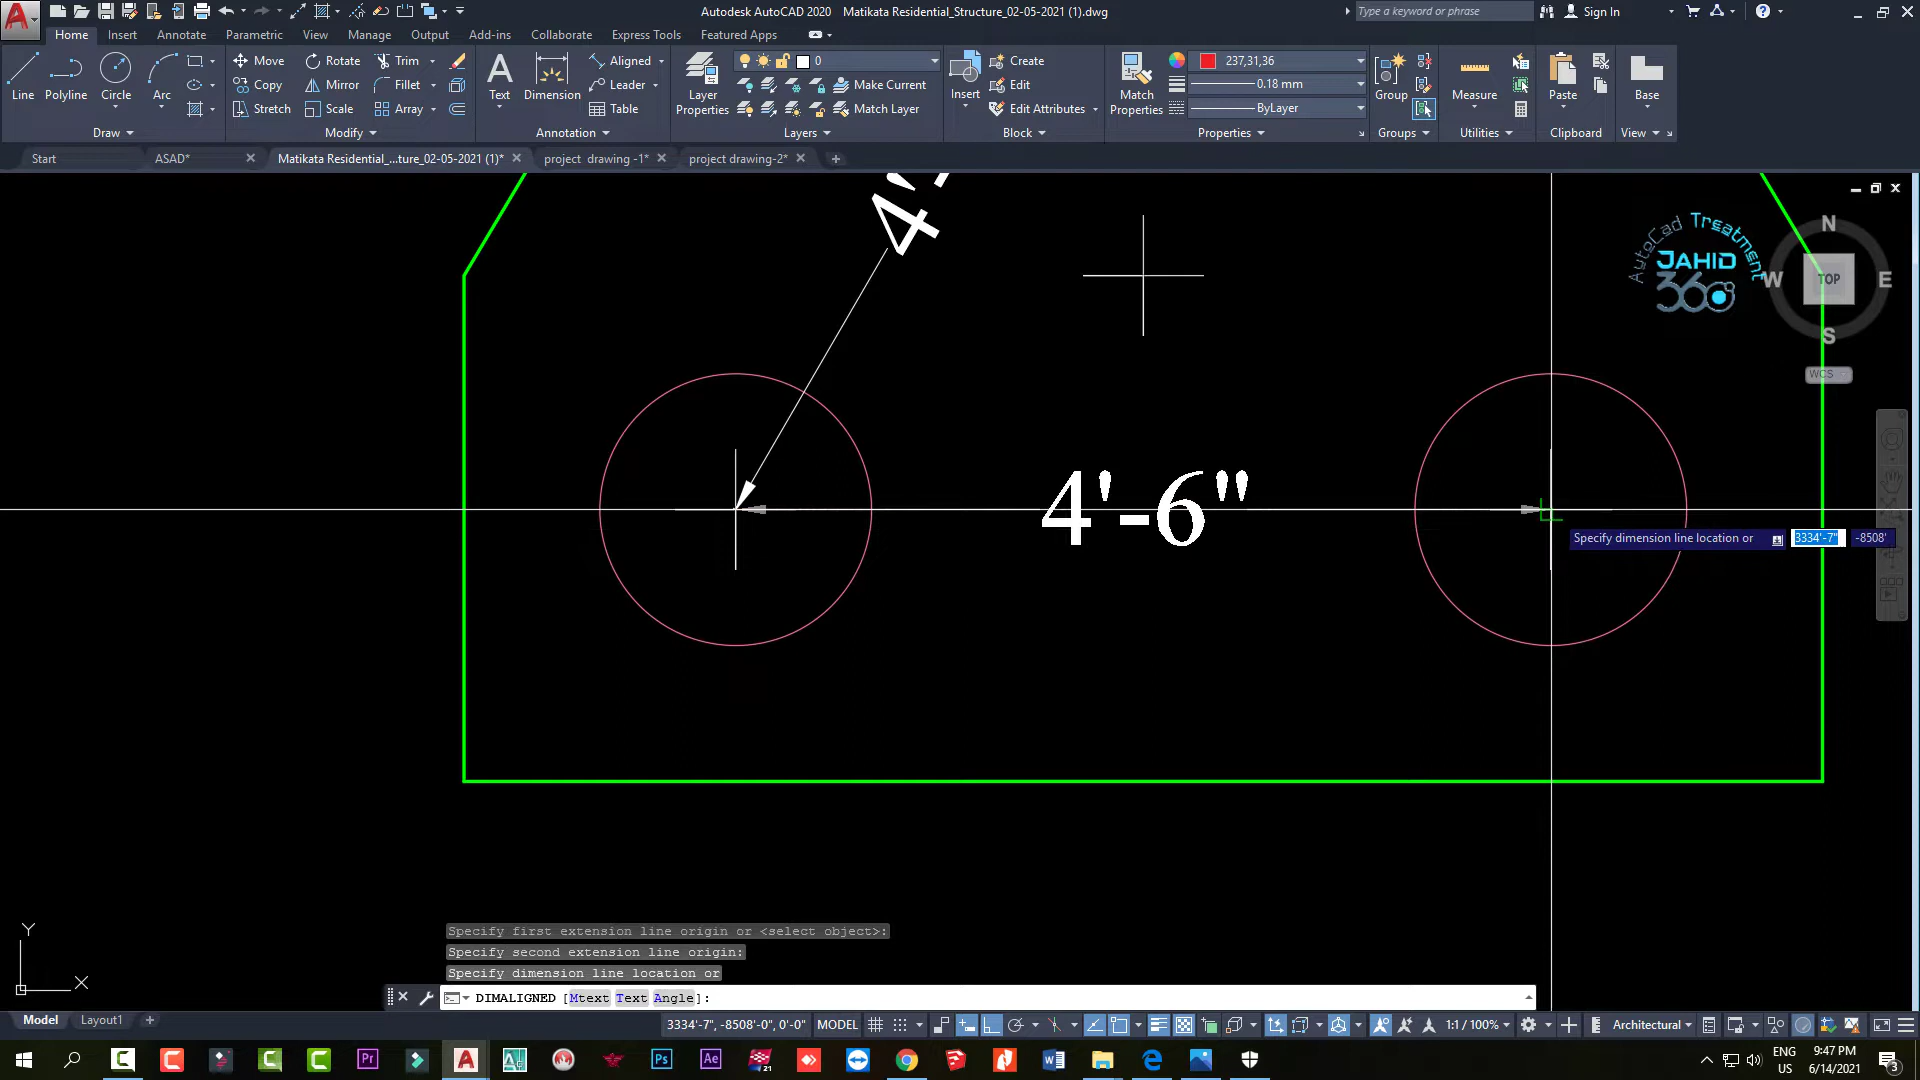 Autodesk AutoCAD 2020 Matikata Residential_Structure_02-05-2021 (1).dwg
Type a keyword or phrase
Sign In
Home Insert Annotate Parametric View Manage Output Add-ins Collaborate Express Tools Featured Apps
Line Polyline Circle Arc
Move Rotate Trim
Copy Mirror Fillet
Stretch Scale Array
Text Dimension
Aligned
Leader
Table
Layer Properties
0
Make Current
Match Layer
Insert
Create
Edit
Edit Attributes
Match Properties
237,31,36
0.18 mm
ByLayer
Group
Measure
Paste
Base
Draw Modify Annotation Layers Block Properties Groups Utilities Clipboard View
Start ASAD* Matikata Residential_...ture_02-05-2021 (1)* project drawing -1* project drawing-2*
4'
AutoCad Treatment
JAHID
360
N
W TOP E
S
WCS
4'-6"
Specify dimension line location or 3334'-7" -8508'
Y
X
Specify first extension line origin or <select object>:
Specify second extension line origin:
Specify dimension line location or
DIMALIGNED [Mtext Text Angle]:
Model Layout1
3334'-7", -8508'-0", 0'-0" MODEL 1:1 / 100% Architectural
Pr
Ps
Ae
21
ENG
US
9:47 PM
6/14/2021
3